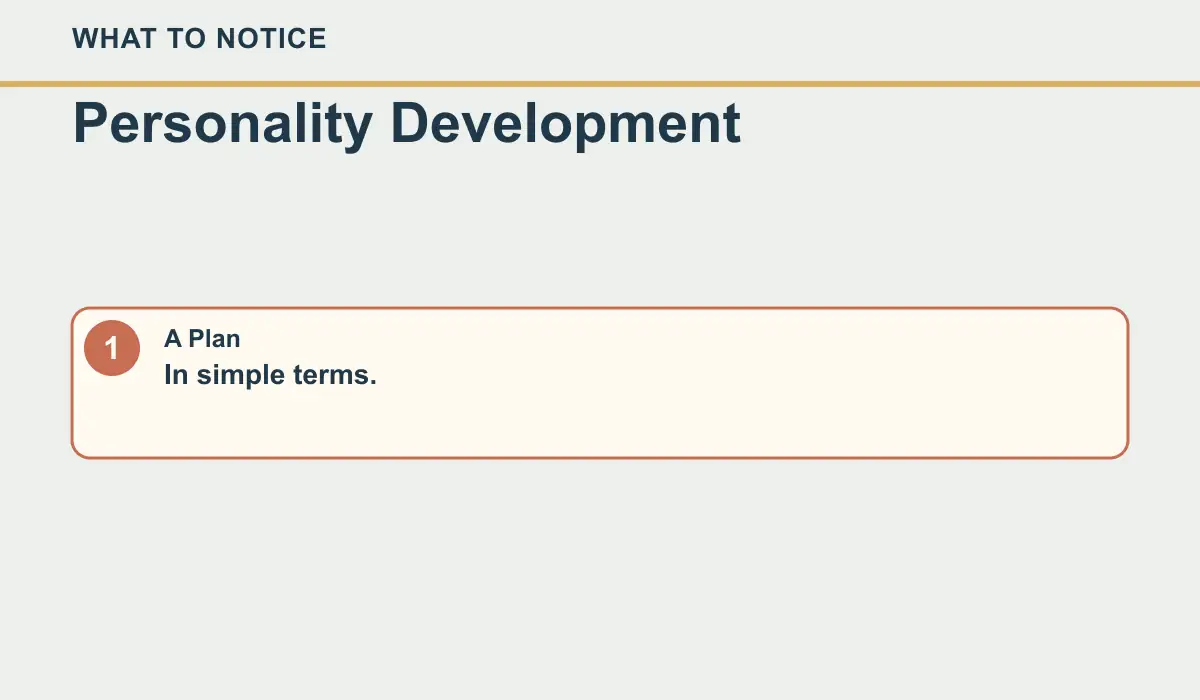 WHAT TO NOTICE
Personality Development
1
A Plan
In simple terms.